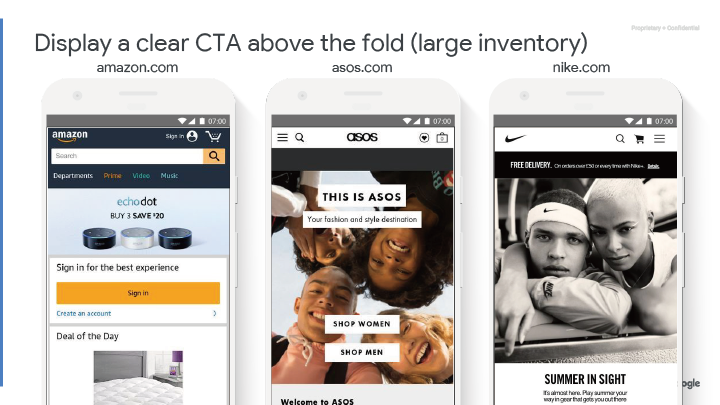 Proprietary + Confidential
Display a clear CTA above the fold (large inventory)
amazon.com
asos.com
nike.com
07:00
amazon
Sign in
Search
Departments Prime Video Music
echo dot
BUY 3 SAVE $20
Sign in for the best experience
Sign in
Create an account
Deal of the Day
07:00
asos
0
THIS IS ASOS
Your fashion and style destination
SHOP WOMEN
SHOP MEN
Welcome to ASOS
07:00
FREE DELIVERY. On orders over £50 or every time with Nike+. Details.
SUMMER IN SIGHT
It's almost here. Play summer your
way in gear that gets you out there
ogle